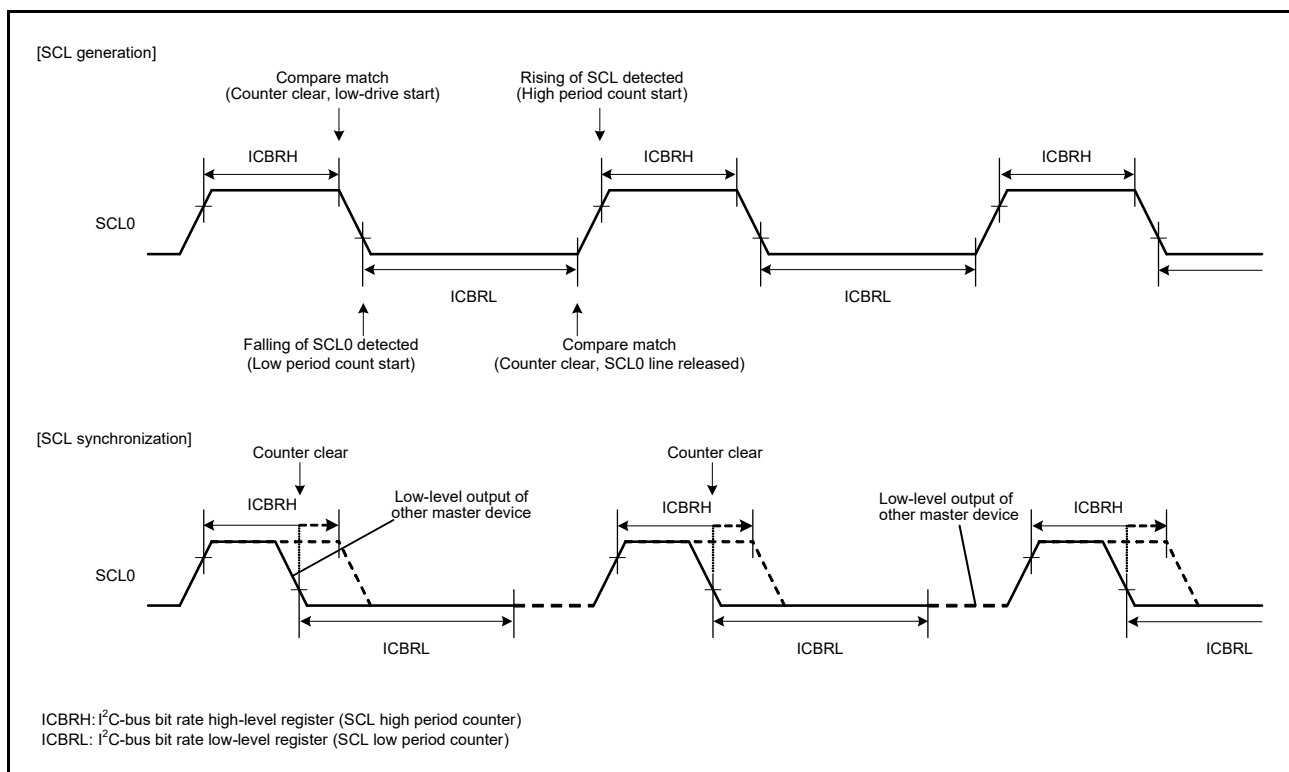 [SCL generation]
Compare match
(Counter clear, low-drive start)
Rising of SCL detected
(High period count start)
ICBRH
ICBRH
ICBRH
SCL0
ICBRL
ICBRL
Falling of SCL0 detected
(Low period count start)
Compare match
(Counter clear, SCL0 line released)
[SCL synchronization]
Counter clear
Counter clear
ICBRH
Low-level output of
other master device
ICBRH
Low-level output of
other master device
ICBRH
SCL0
ICBRL
ICBRL
ICBRL
ICBRH: I²C-bus bit rate high-level register (SCL high period counter)
ICBRL: I²C-bus bit rate low-level register (SCL low period counter)